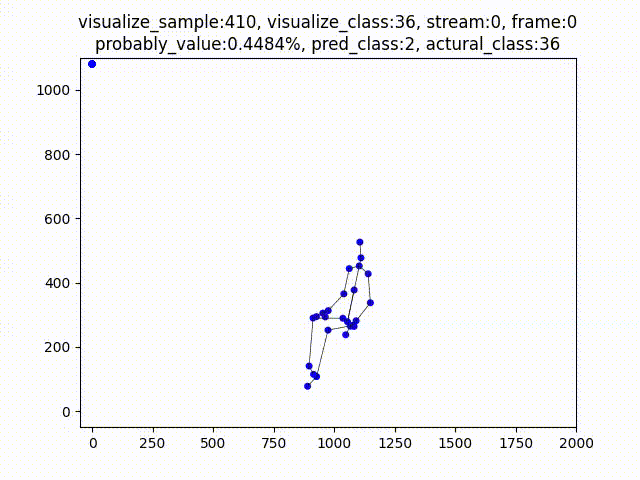 visualize_sample:410, visualize_class:36, stream:0, frame:0
probably_value:0.4484%, pred_class:2, actural_class:36
1000
800
600
400
200
0
0 250 500 750 1000 1250 1500 1750 2000